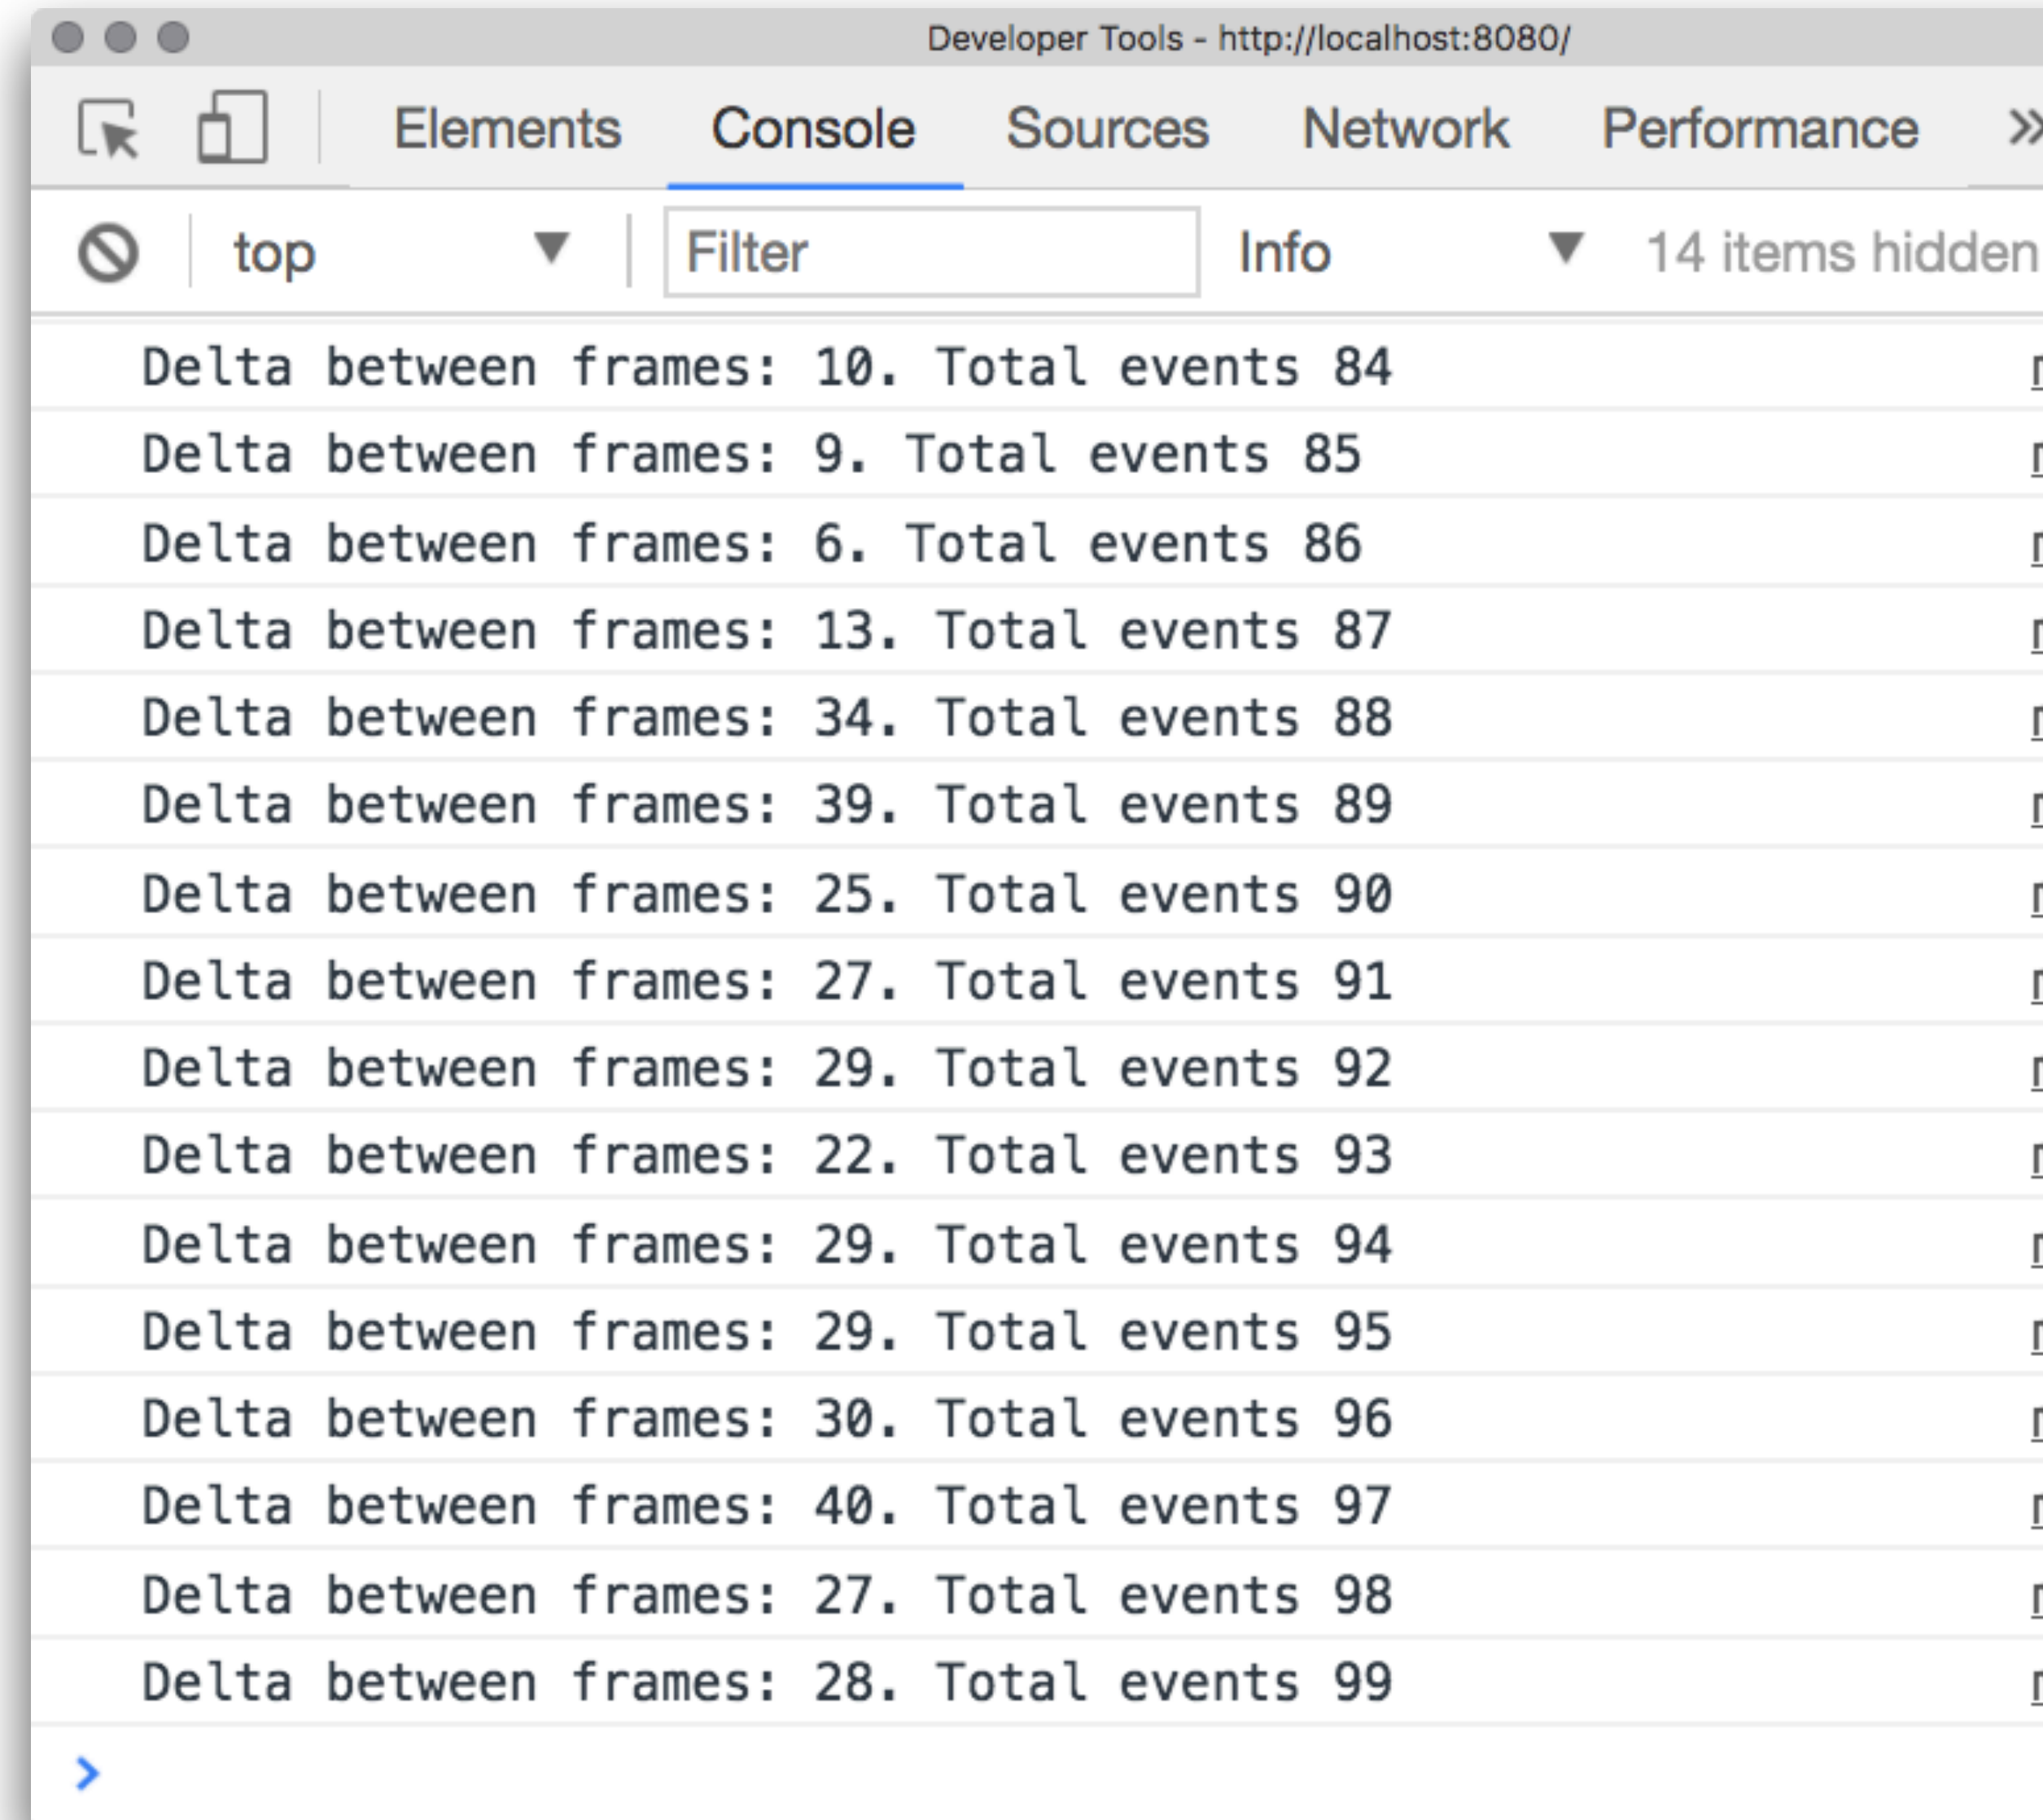 Developer Tools - http://localhost:8080/
Elements Console Sources Network Performance »
top ▼ Filter Info ▼ 14 items hidden
Delta between frames: 10. Total events 84
Delta between frames: 9. Total events 85
Delta between frames: 6. Total events 86
Delta between frames: 13. Total events 87
Delta between frames: 34. Total events 88
Delta between frames: 39. Total events 89
Delta between frames: 25. Total events 90
Delta between frames: 27. Total events 91
Delta between frames: 29. Total events 92
Delta between frames: 22. Total events 93
Delta between frames: 29. Total events 94
Delta between frames: 29. Total events 95
Delta between frames: 30. Total events 96
Delta between frames: 40. Total events 97
Delta between frames: 27. Total events 98
Delta between frames: 28. Total events 99